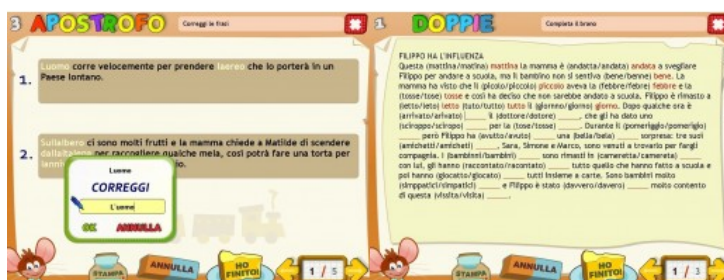 3 APOSTROFO
Correggi le frasi
1. Luomo corre velocemente per prendere laereo che lo porterà in un
Paese lontano.
2. Sullalbero ci sono molti frutti e la mamma chiede a Matilde di scendere
per raccogliere qualche mela, così potrà fare una torta per
io.
Luomo
CORREGGI
L'uomo
OK ANNULLA
STAMPA
ANNULLA
HO FINITO!
1 / 5
1 DOPPIE
Completa il brano
FILIPPO HA L'INFLUENZA
Questa (mattina/matina) mattina la mamma è (andatta/andata) andata a svegliare
Filippo per andare a scuola, ma il bambino non si sentiva (bene/benne) bene. La
mamma ha visto che il (picolo/piccolo) piccolo aveva la (febbre/febre) febbre e la
(tosse/tose) tosse e così ha deciso che non sarebbe andato a scuola. Filippo è rimasto a
(letto/leto) letto (tuto/tutto) tutto il (giornno/giorno) giorno. Dopo qualche ora è
(arrivato/arivato) _____ il (dottore/dotore) _____, che gli ha dato uno
(sciroppo/sciropo) _____ per la (tose/tosse) _____. Durante il (pomeriggio/pomerigio)
_____ però Filippo ha (avutto/avuto) _____ una (bella/bela) _____ sorpresa: tre suoi
(amichetti/amicheti) _____, Sara, Simone e Marco, sono venuti a trovarlo per fargli
compagnia. I (bambinni/bambini) _____ sono rimasti in (cameretta/camereta) _____
con lui, gli hanno (raccontato/racontato) _____ tutto quello che hanno fatto a scuola e
poi hanno (giocatto/giocato) _____ tutti insieme a carte. Sono bambini molto
(simppatici/simpatici) _____ e Filippo è stato (davvero/davero) _____ molto contento
di questa (vissita/visita) _____.
STAMPA
ANNULLA
HO FINITO!
1 / 3